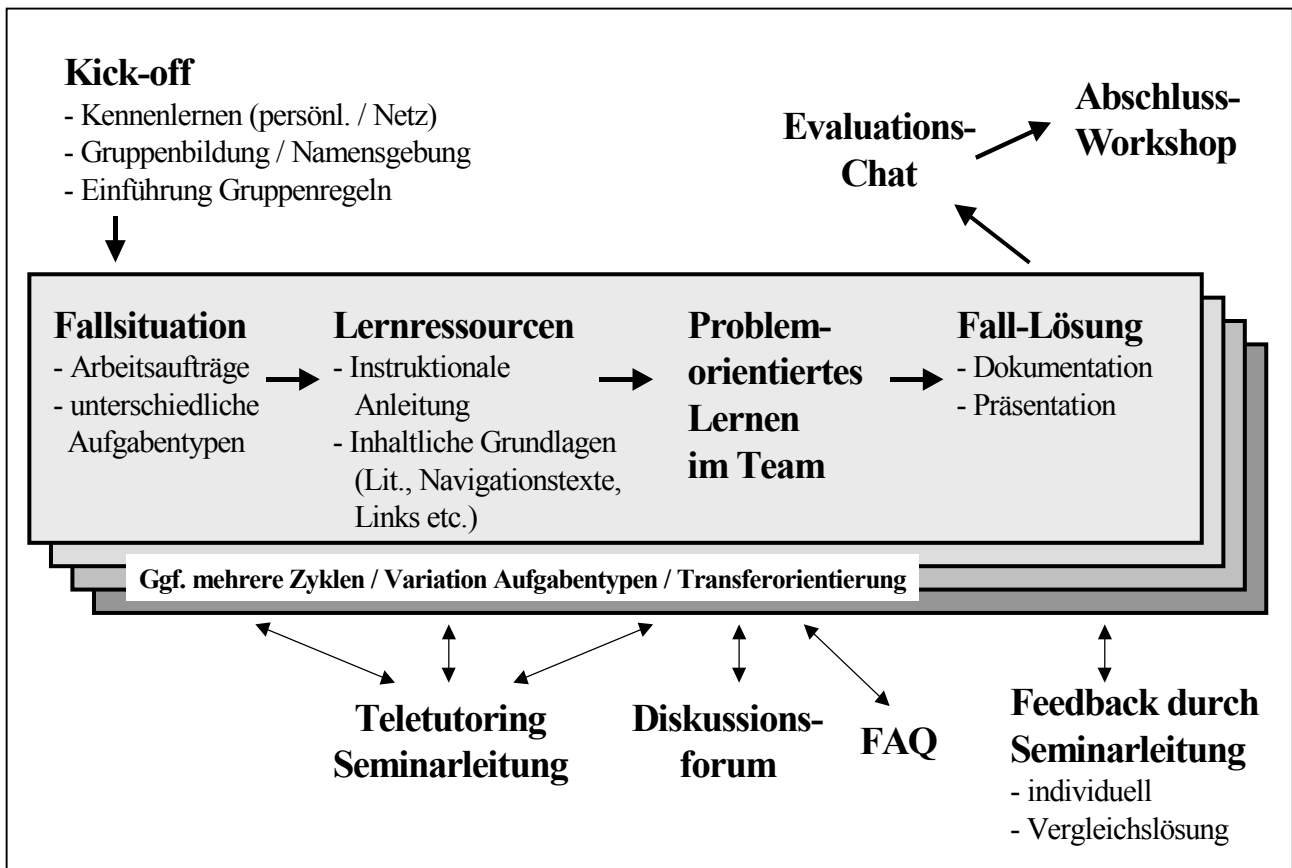 Kick-off
- Kennenlernen (persönl. / Netz)
- Gruppenbildung / Namensgebung
- Einführung Gruppenregeln
Evaluations-
Chat
Abschluss-
Workshop
Fallsituation
- Arbeitsaufträge
- unterschiedliche
Aufgabentypen
Lernressourcen
- Instruktionale
Anleitung
- Inhaltliche Grundlagen
(Lit., Navigationstexte,
Links etc.)
Problem-
orientiertes
Lernen
im Team
Fall-Lösung
- Dokumentation
- Präsentation
Ggf. mehrere Zyklen / Variation Aufgabentypen / Transferorientierung
Teletutoring
Seminarleitung
Diskussions-
forum
FAQ
Feedback durch
Seminarleitung
- individuell
- Vergleichslösung